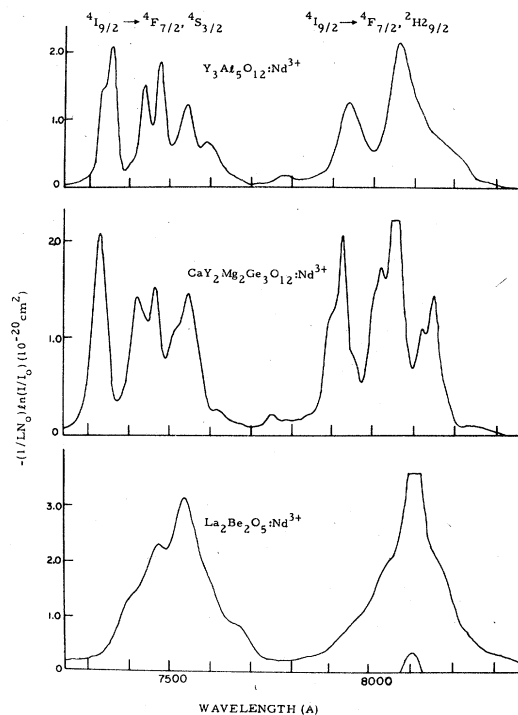 ⁴I₉/₂ → ⁴F₇/₂, ⁴S₃/₂
⁴I₉/₂ → ⁴F₇/₂, ²H2₉/₂
Y₃Aℓ₅O₁₂:Nd³⁺
2.0
1.0
0
CaY₂Mg₂Ge₃O₁₂:Nd³⁺
2.0
1.0
0
-(1/LN₀)ℓn(I/I₀)(10⁻²⁰cm²)
La₂Be₂O₅:Nd³⁺
3.0
2.0
1.0
0
7500
8000
WAVELENGTH (A)